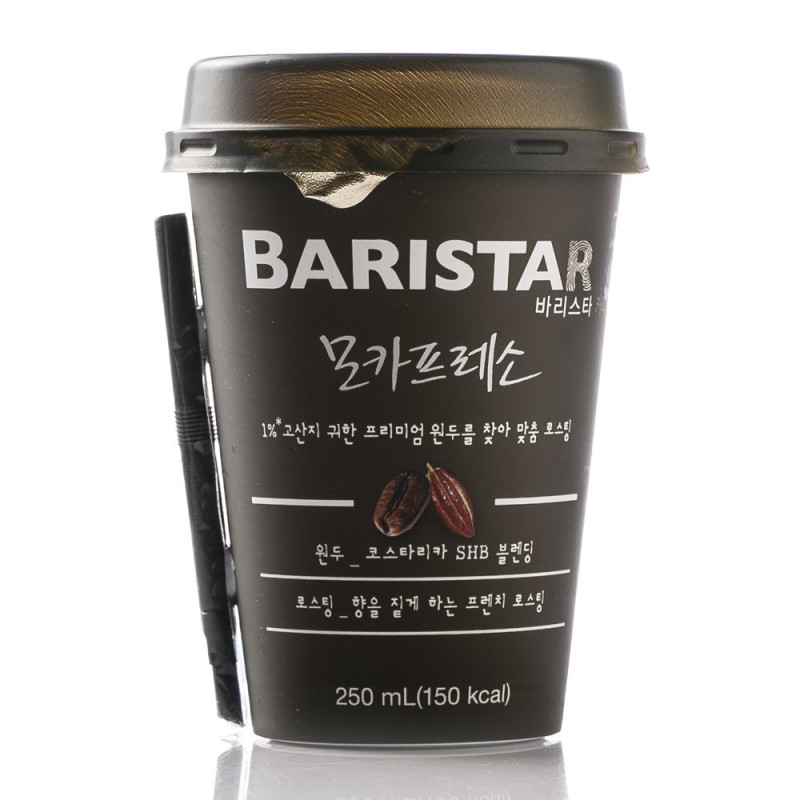 BARISTAR
바리스타
모카프레소
1%* 고산지 귀한 프리미엄 원두를 찾아 맞춤 로스팅
원두 _ 코스타리카 SHB 블렌딩
로스팅 _ 향을 짙게 하는 프렌치 로스팅
250 mL(150 kcal)